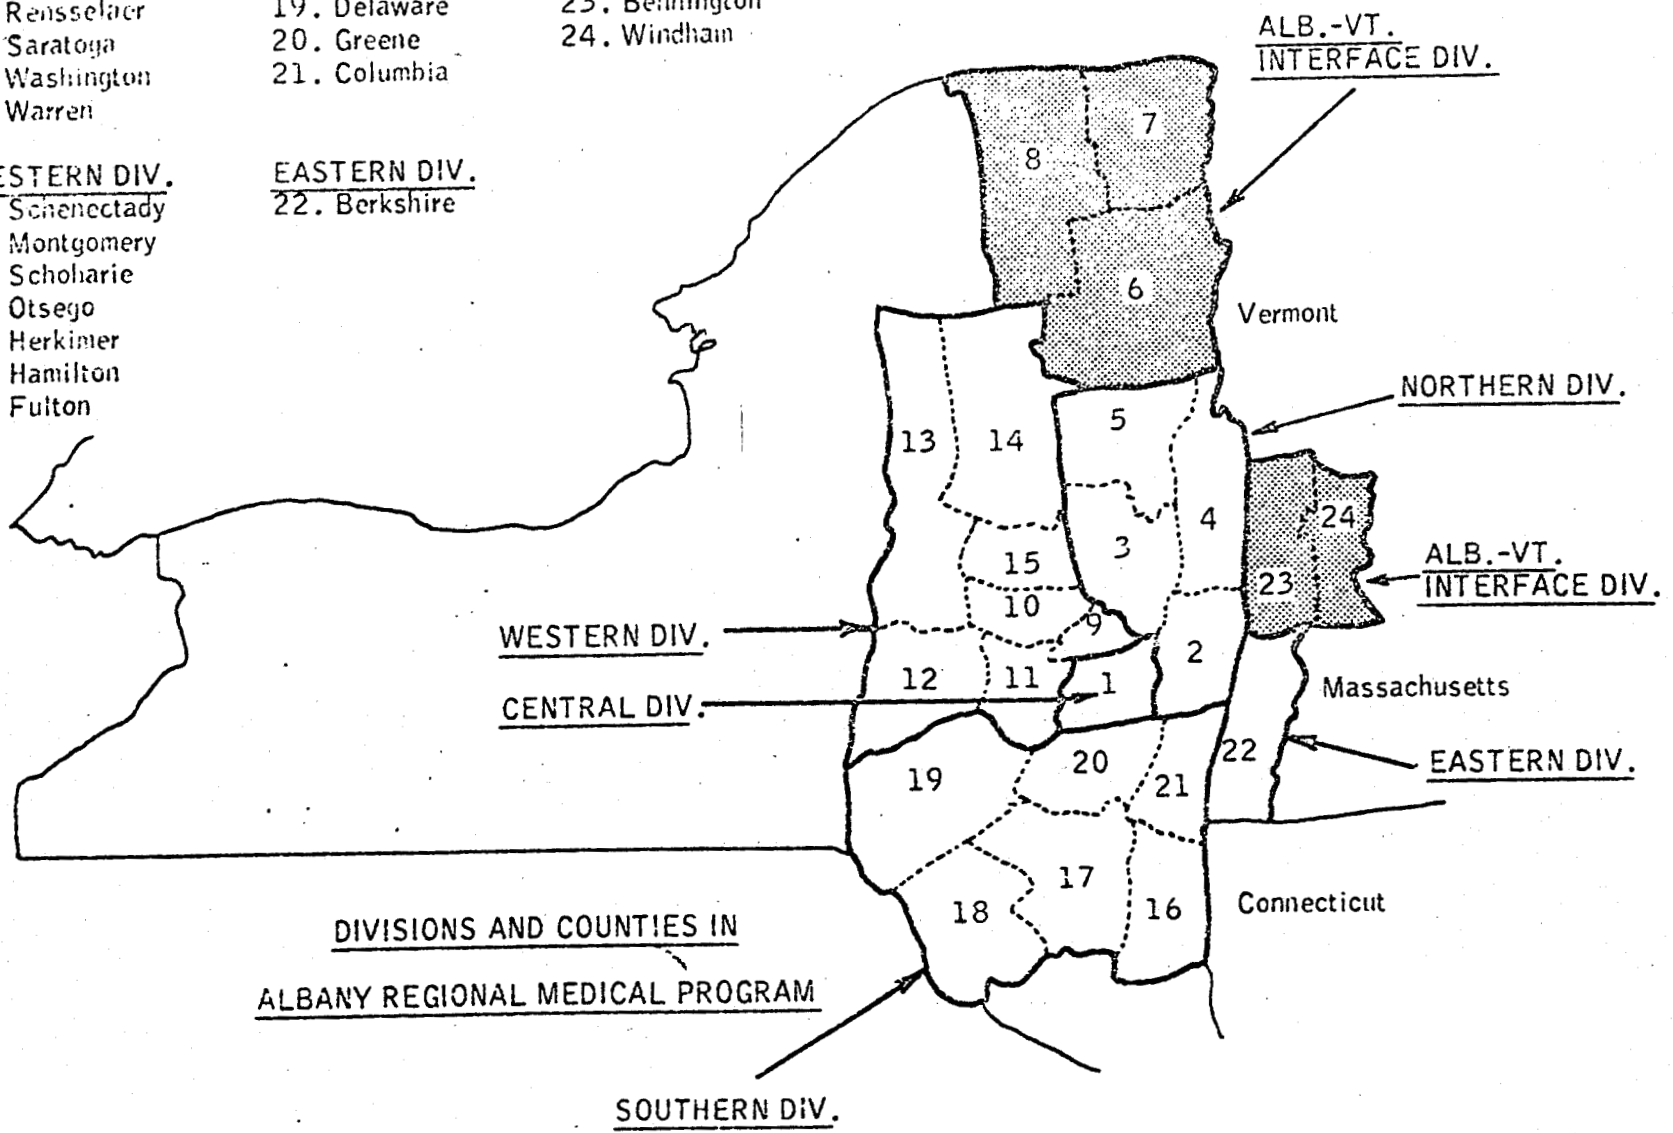 Rensselaer 19. Delaware 23. Bennington
Saratoga 20. Greene 24. Windham
Washington 21. Columbia
Warren
ESTERN DIV. EASTERN DIV.
Schenectady 22. Berkshire
Montgomery
Schoharie
Otsego
Herkimer
Hamilton
Fulton
ALB.-VT.
INTERFACE DIV.
7
8
6
Vermont
NORTHERN DIV.
5
13 14
4 24
3
15
ALB.-VT.
INTERFACE DIV.
23
10
9
WESTERN DIV.
2
12 11 1
Massachusetts
CENTRAL DIV.
22
EASTERN DIV.
19 20 21
17
18 16
Connecticut
DIVISIONS AND COUNTIES IN
ALBANY REGIONAL MEDICAL PROGRAM
SOUTHERN DIV.